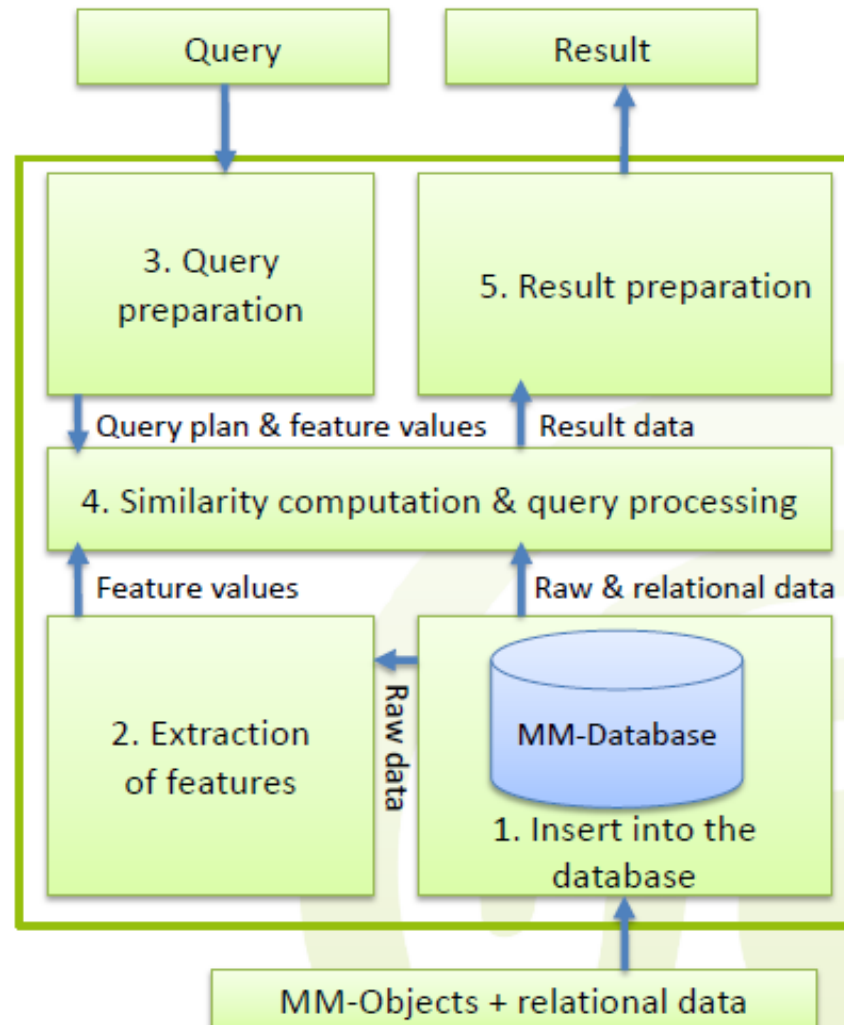 Query
Result
3. Query
preparation
5. Result preparation
Query plan & feature values
Result data
4. Similarity computation & query processing
Feature values
Raw & relational data
2. Extraction
of features
Raw data
MM-Database
1. Insert into the
database
MM-Objects + relational data